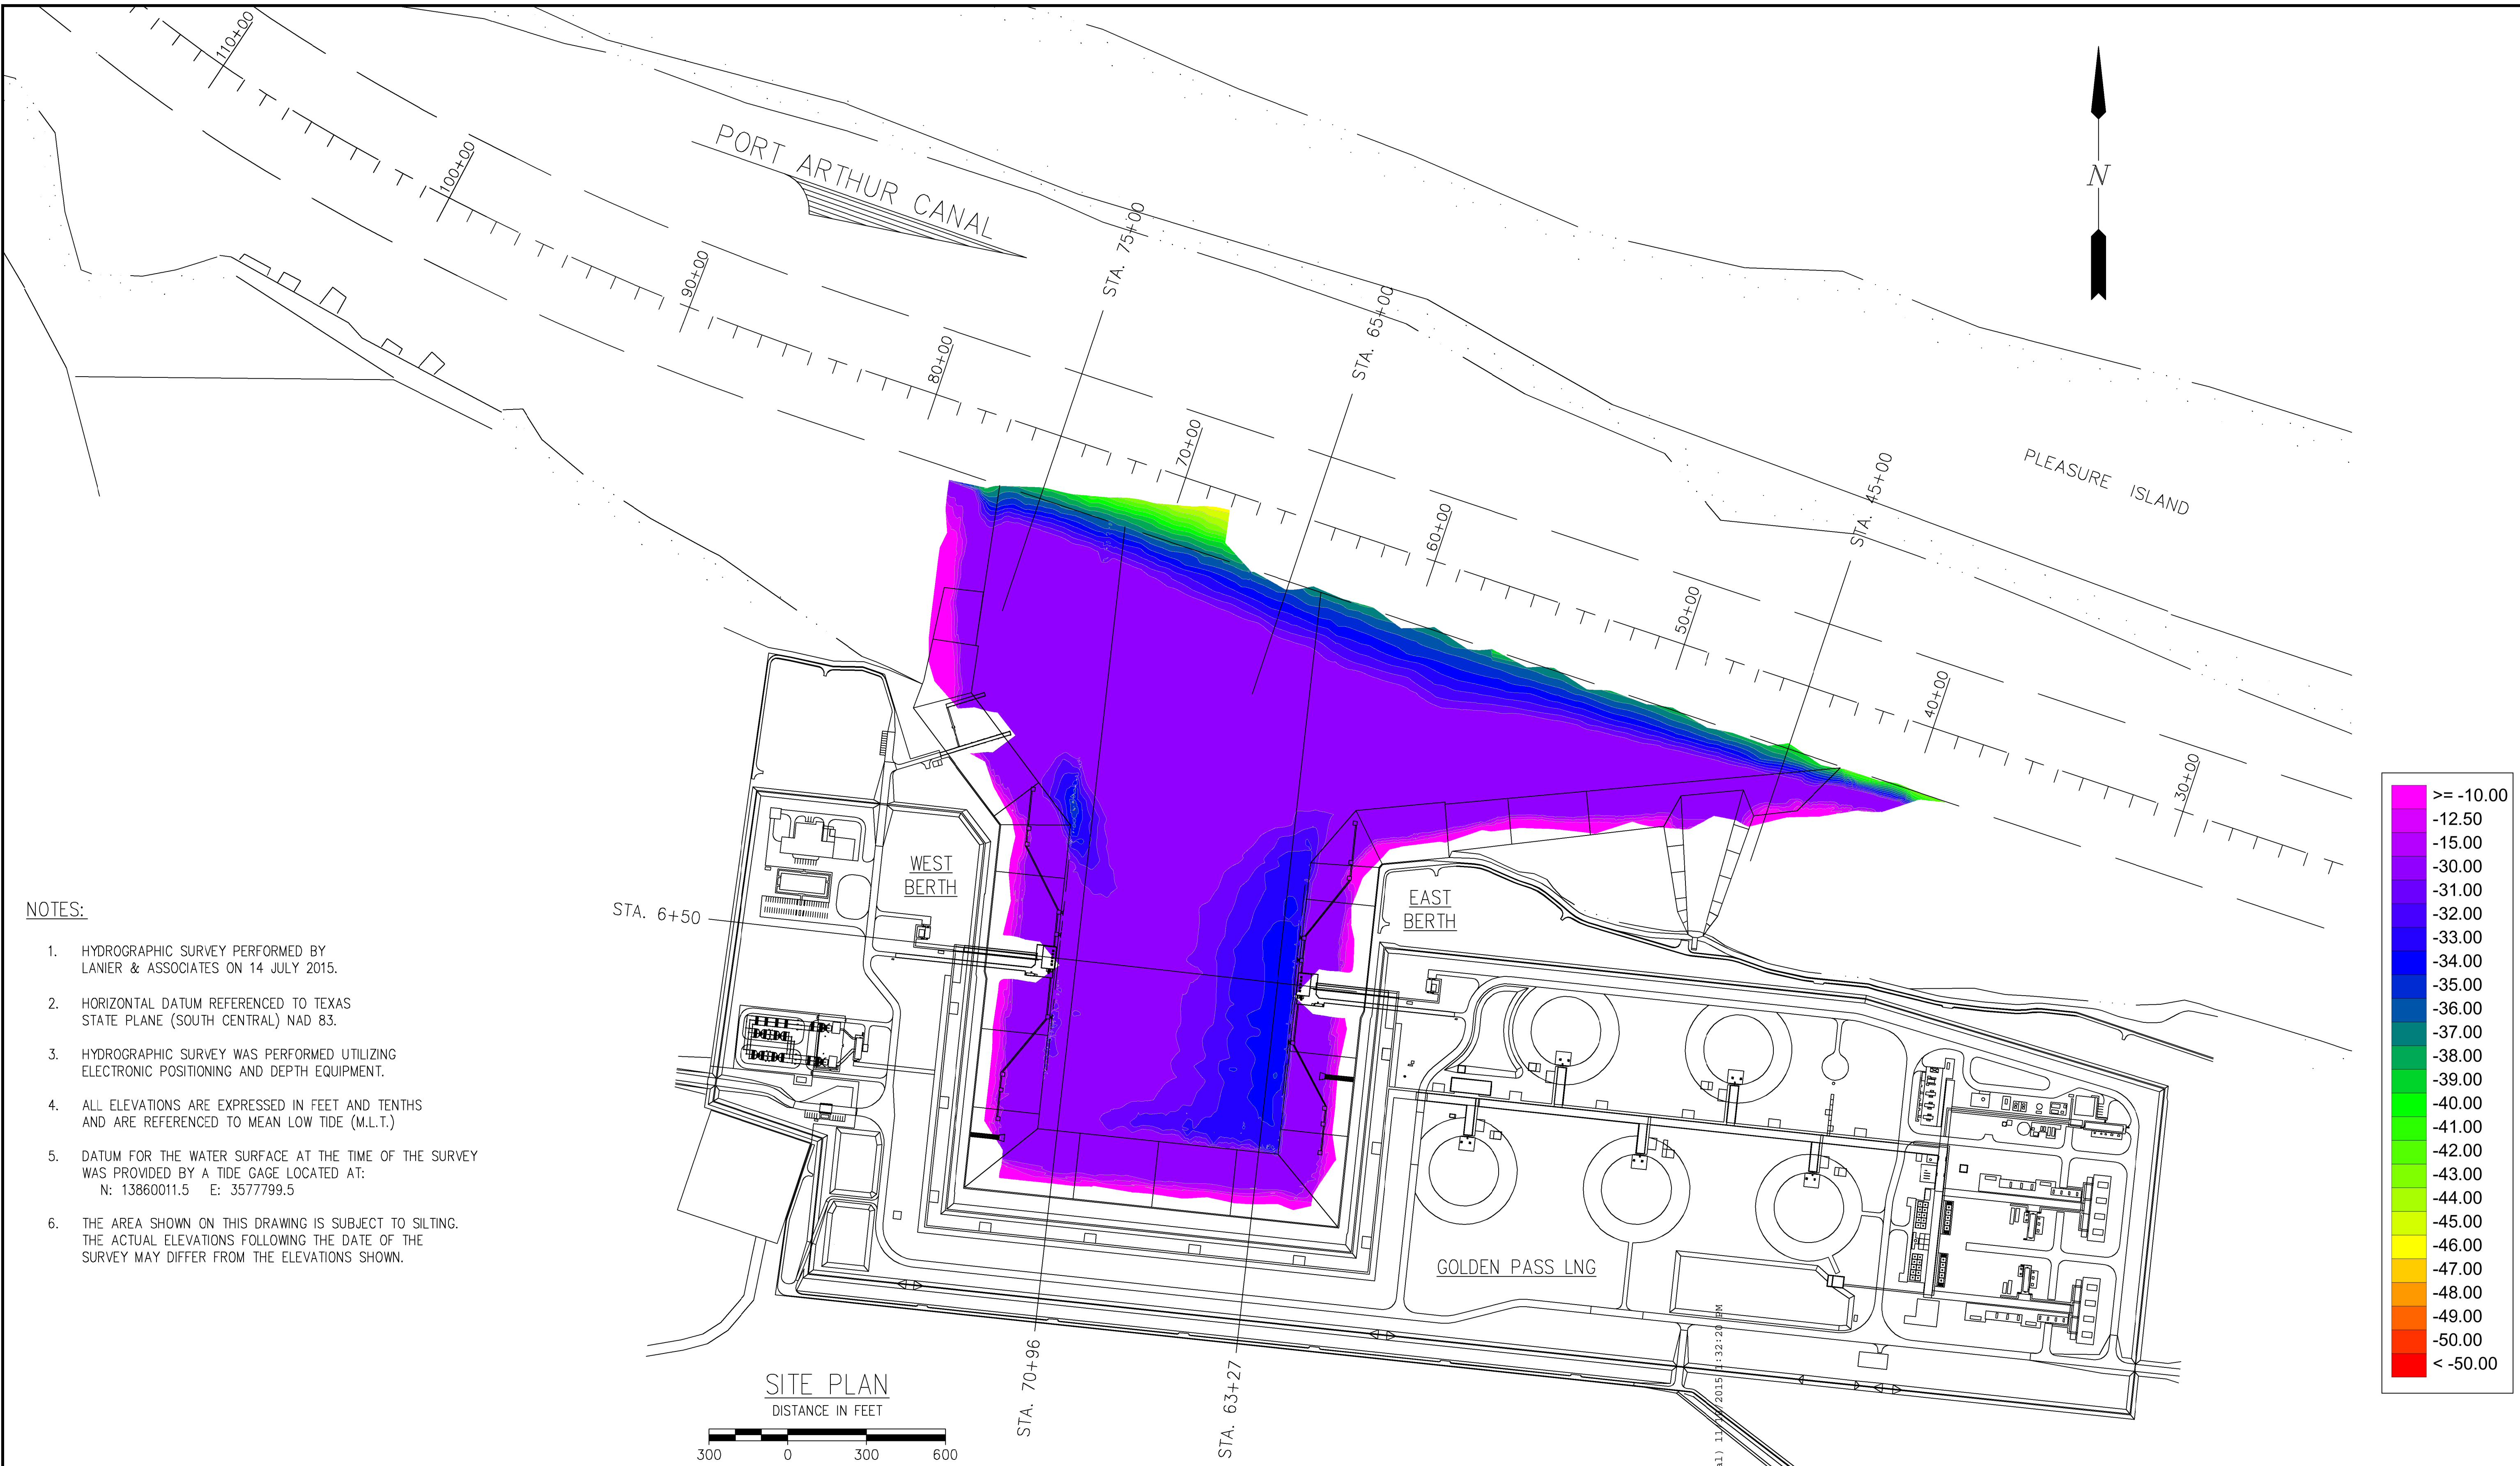 110+00
100+00
90+00
80+00
70+00
60+00
50+00
40+00
30+00
PORT ARTHUR CANAL
STA. 75+00
STA. 65+00
STA. 45+00
N
PLEASURE ISLAND
WEST
BERTH
EAST
BERTH
STA. 6+50
GOLDEN PASS LNG
STA. 70+96
STA. 63+27
NOTES:
1. HYDROGRAPHIC SURVEY PERFORMED BY
LANIER & ASSOCIATES ON 14 JULY 2015.
2. HORIZONTAL DATUM REFERENCED TO TEXAS
STATE PLANE (SOUTH CENTRAL) NAD 83.
3. HYDROGRAPHIC SURVEY WAS PERFORMED UTILIZING
ELECTRONIC POSITIONING AND DEPTH EQUIPMENT.
4. ALL ELEVATIONS ARE EXPRESSED IN FEET AND TENTHS
AND ARE REFERENCED TO MEAN LOW TIDE (M.L.T.)
5. DATUM FOR THE WATER SURFACE AT THE TIME OF THE SURVEY
WAS PROVIDED BY A TIDE GAGE LOCATED AT:
N: 13860011.5 E: 3577799.5
6. THE AREA SHOWN ON THIS DRAWING IS SUBJECT TO SILTING.
THE ACTUAL ELEVATIONS FOLLOWING THE DATE OF THE
SURVEY MAY DIFFER FROM THE ELEVATIONS SHOWN.
SITE PLAN
DISTANCE IN FEET
300 0 300 600
>= -10.00
-12.50
-15.00
-30.00
-31.00
-32.00
-33.00
-34.00
-35.00
-36.00
-37.00
-38.00
-39.00
-40.00
-41.00
-42.00
-43.00
-44.00
-45.00
-46.00
-47.00
-48.00
-49.00
-50.00
< -50.00